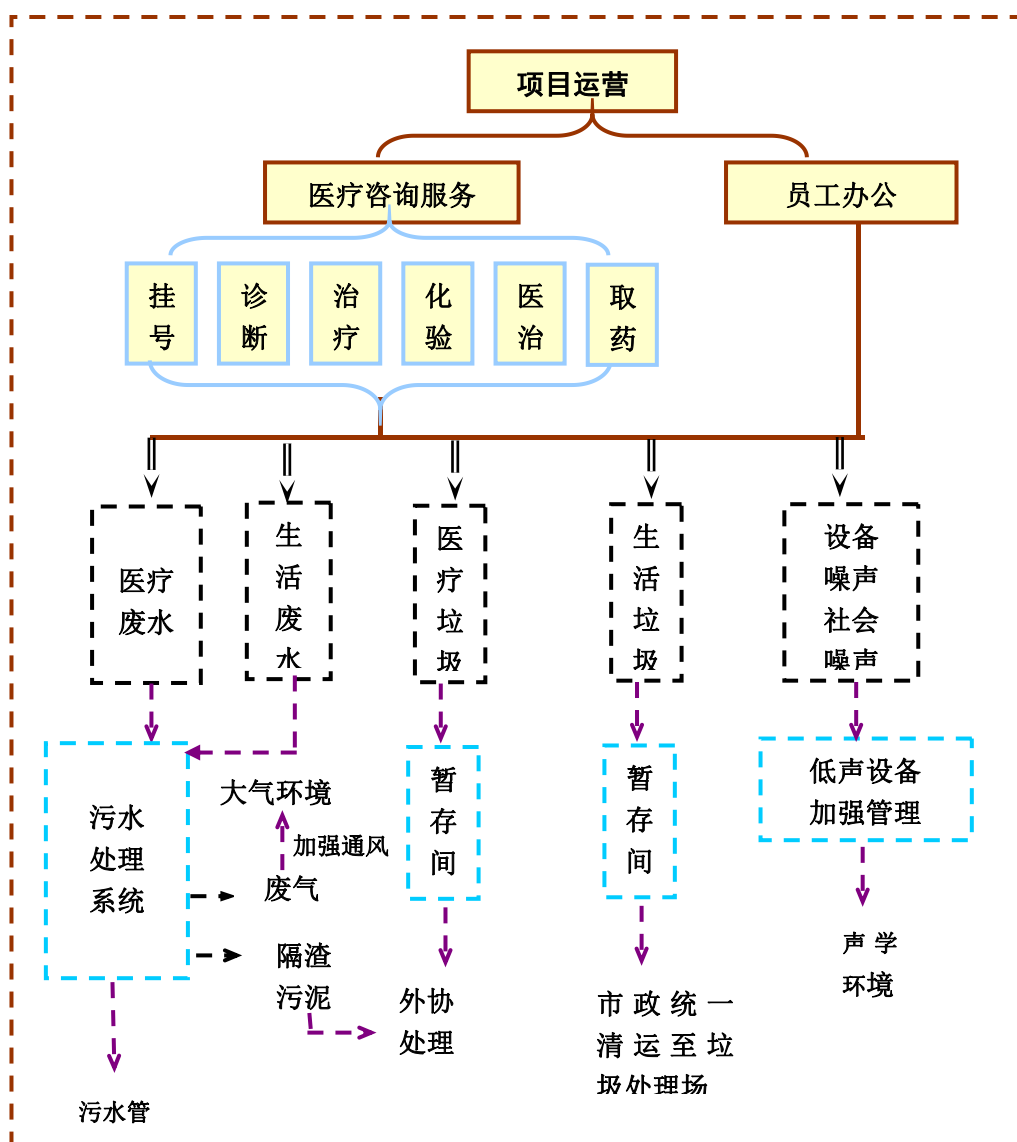 项目运营
医疗咨询服务
员工办公
挂
号
诊
断
治
疗
化
验
医
治
取
药
医疗
废水
生
活
废
水
医
疗
垃
圾
生
活
垃
圾
设备
噪声
社会
噪声
污水
处理
系统
大气环境
加强通风
废气
隔渣
污泥
暂
存
间
外协
处理
暂
存
间
市政统一
清运至垃
圾处理场
低声设备
加强管理
声学
环境
污水管